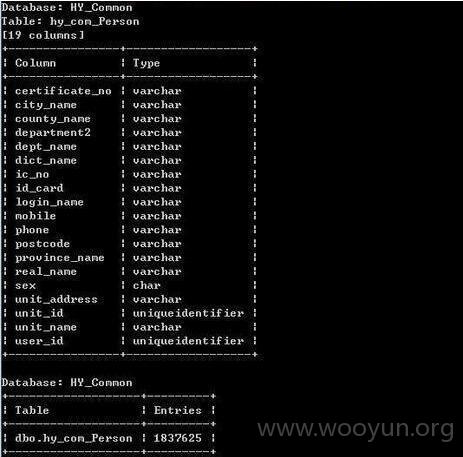 Database: HY_Common
Table: hy_com_Person
[19 columns]
+------------------+------------------+
¦ Column ¦ Type ¦
+------------------+------------------+
¦ certificate_no ¦ varchar ¦
¦ city_name ¦ varchar ¦
¦ county_name ¦ varchar ¦
¦ department2 ¦ varchar ¦
¦ dept_name ¦ varchar ¦
¦ dict_name ¦ varchar ¦
¦ ic_no ¦ varchar ¦
¦ id_card ¦ varchar ¦
¦ login_name ¦ varchar ¦
¦ mobile ¦ varchar ¦
¦ phone ¦ varchar ¦
¦ postcode ¦ varchar ¦
¦ province_name ¦ varchar ¦
¦ real_name ¦ varchar ¦
¦ sex ¦ char ¦
¦ unit_address ¦ varchar ¦
¦ unit_id ¦ uniqueidentifier ¦
¦ unit_name ¦ varchar ¦
¦ user_id ¦ uniqueidentifier ¦
+------------------+------------------+
Database: HY_Common
+---------------------+---------+
¦ Table ¦ Entries ¦
+---------------------+---------+
¦ dbo.hy_com_Person ¦ 1837625 ¦
+---------------------+---------+
www.wooyun.org